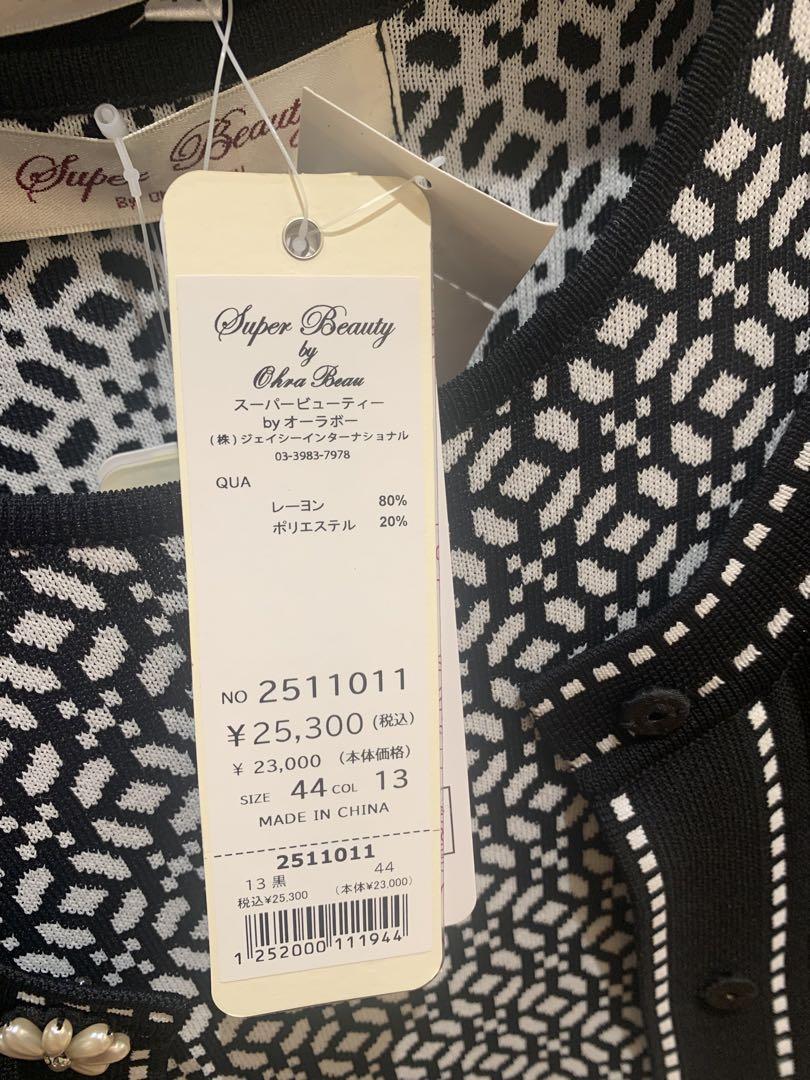 Super Beauty
By
Super Beauty
by
Ohra Beau
スーパービューティー
by オーラボー
(株)ジェイシーインターナショナル
03-3983-7978
QUA
レーヨン 80%
ポリエステル 20%
NO 2511011
¥25,300 (税込)
¥ 23,000 (本体価格)
SIZE 44 COL 13
MADE IN CHINA
2511011
13 黒 44
税込¥25,300 (本体¥23,000)
1 252000 111944